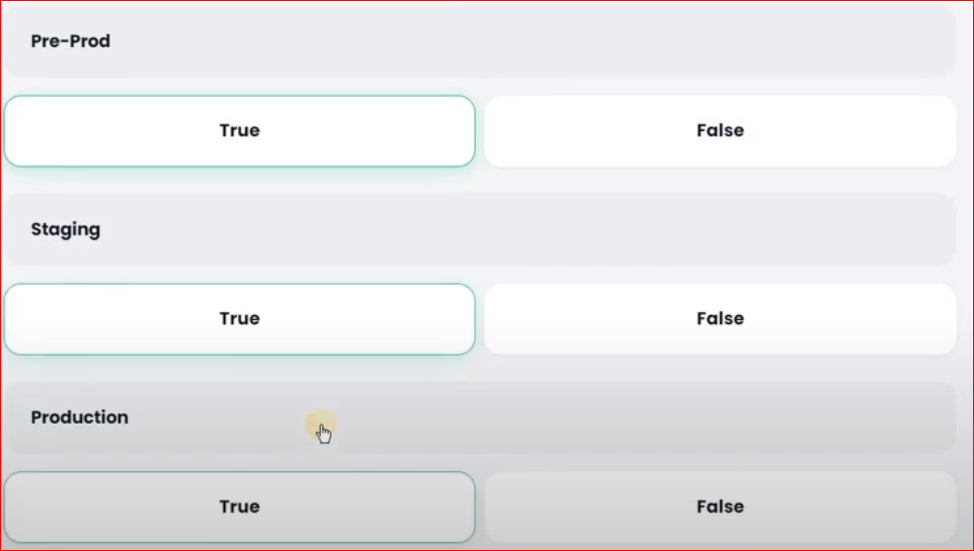 Pre-Prod
True False
Staging
True False
Production
True False